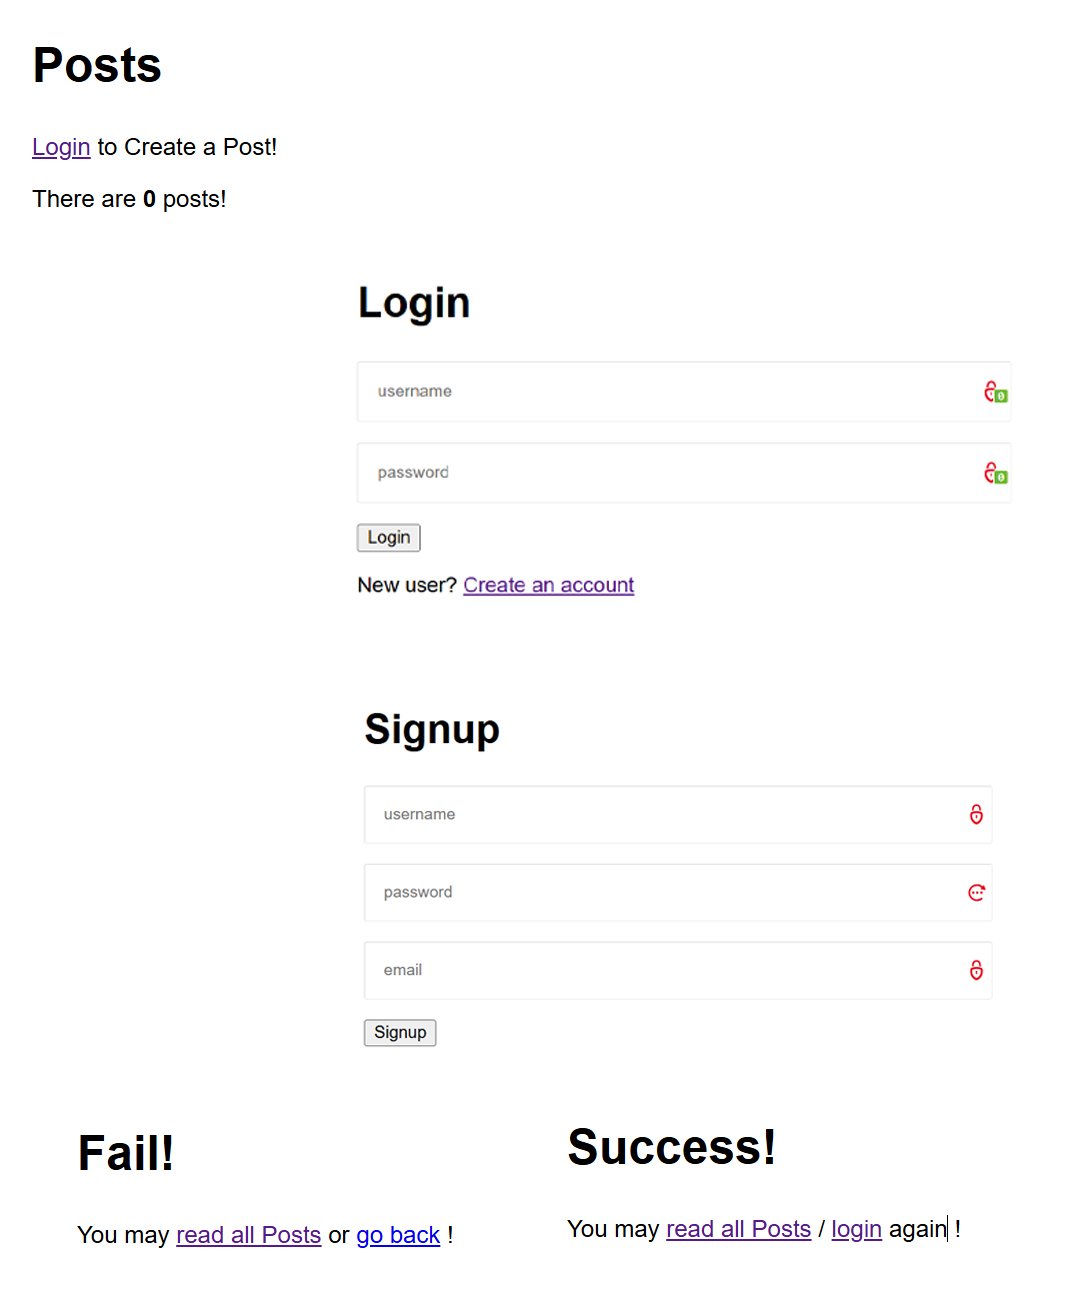 Posts
Login to Create a Post!
There are 0 posts!
Login
username
password
Login
New user? Create an account
Signup
username
password
email
Signup
Fail!
You may read all Posts or go back !
Success!
You may read all Posts / login again !